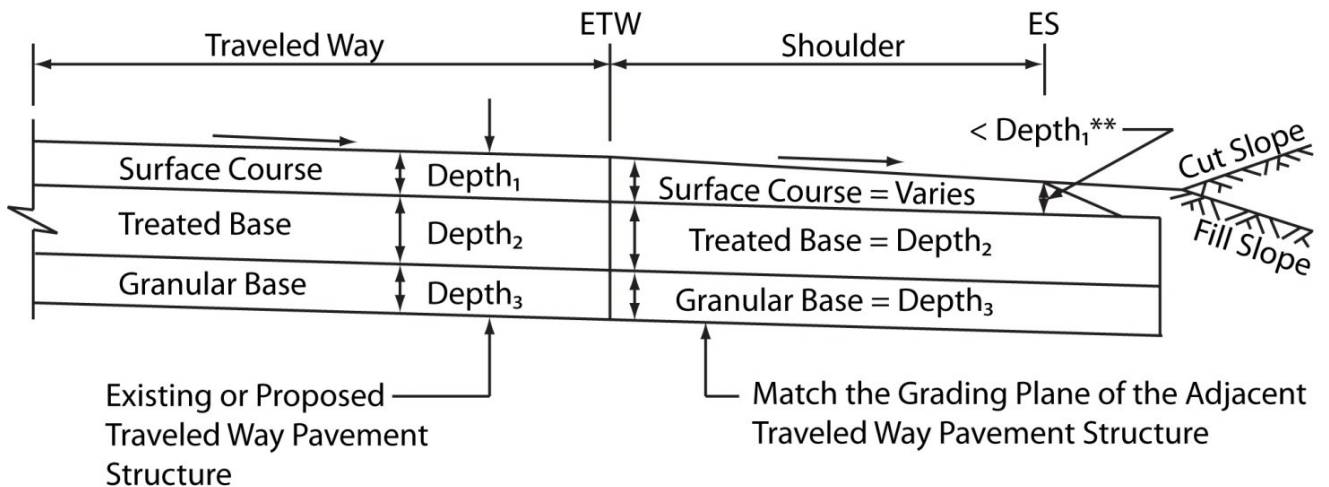 ETW
ES
Traveled Way
Shoulder
< Depth₁**
Cut Slope
Surface Course
Depth₁
Surface Course = Varies
Treated Base
Depth₂
Treated Base = Depth₂
Fill Slope
Granular Base
Depth₃
Granular Base = Depth₃
Existing or Proposed
Traveled Way Pavement
Structure
Match the Grading Plane of the Adjacent
Traveled Way Pavement Structure